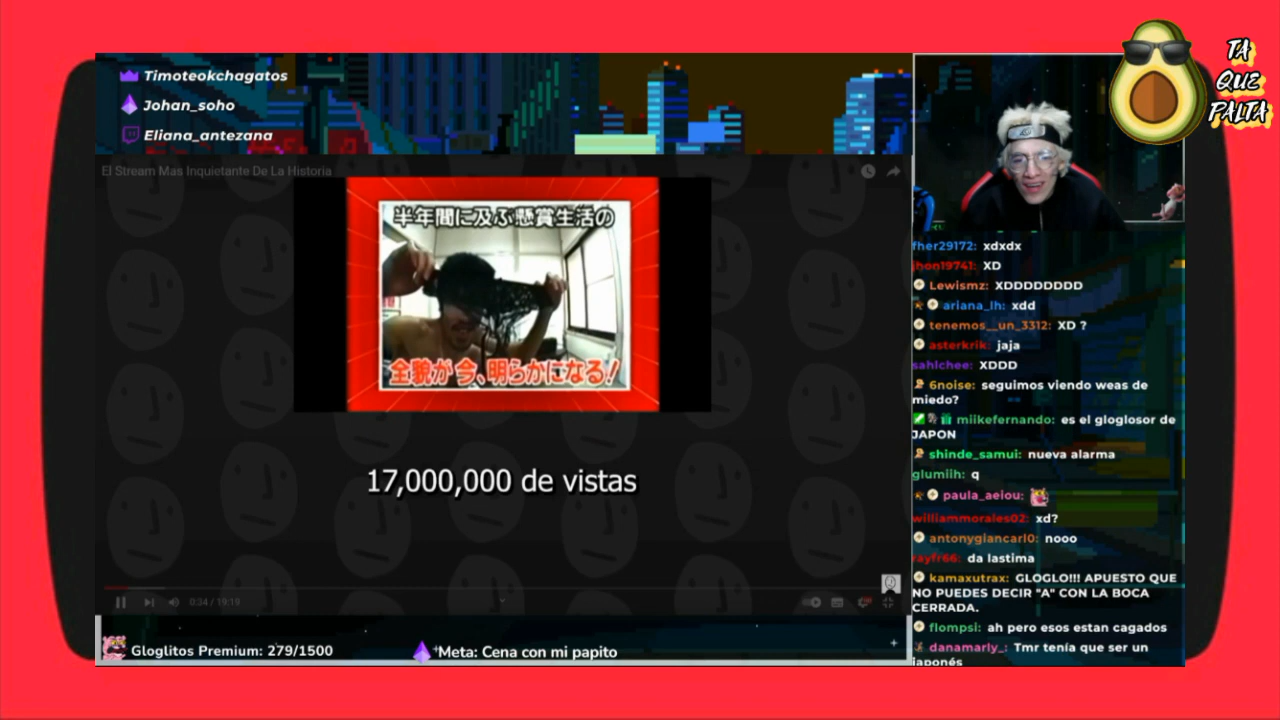 TA
QUE
PALTA
Timoteokchagatos
Johan_soho
Eliana_antezana
El Stream Mas Inquietante De La Historia
半年間に及ぶ懸賞生活の
全貌が今、明らかになる!
17,000,000 de vistas
0:34 / 19:19
Gloglitos Premium: 279/1500
Meta: Cena con mi papito
fher29172: xdxdx
jhon19741: XD
Lewismz: XDDDDDDDDD
ariana_lh: xdd
tenemos__un_3312: XD ?
asterkrik: jaja
sahlchee: XDDD
6noise: seguimos viendo weas de
miedo?
miikefernando: es el gloglosor de
JAPON
shinde_samui: nueva alarma
glumiih: q
paula_aeiou:
williammorales02: xd?
antonygiancarl0: nooo
rayfr66: da lastima
kamaxutrax: GLOGLO!!! APUESTO QUE
NO PUEDES DECIR "A" CON LA BOCA
CERRADA.
flompsi: ah pero esos estan cagados
danamarly_: Tmr tenía que ser un
japonés